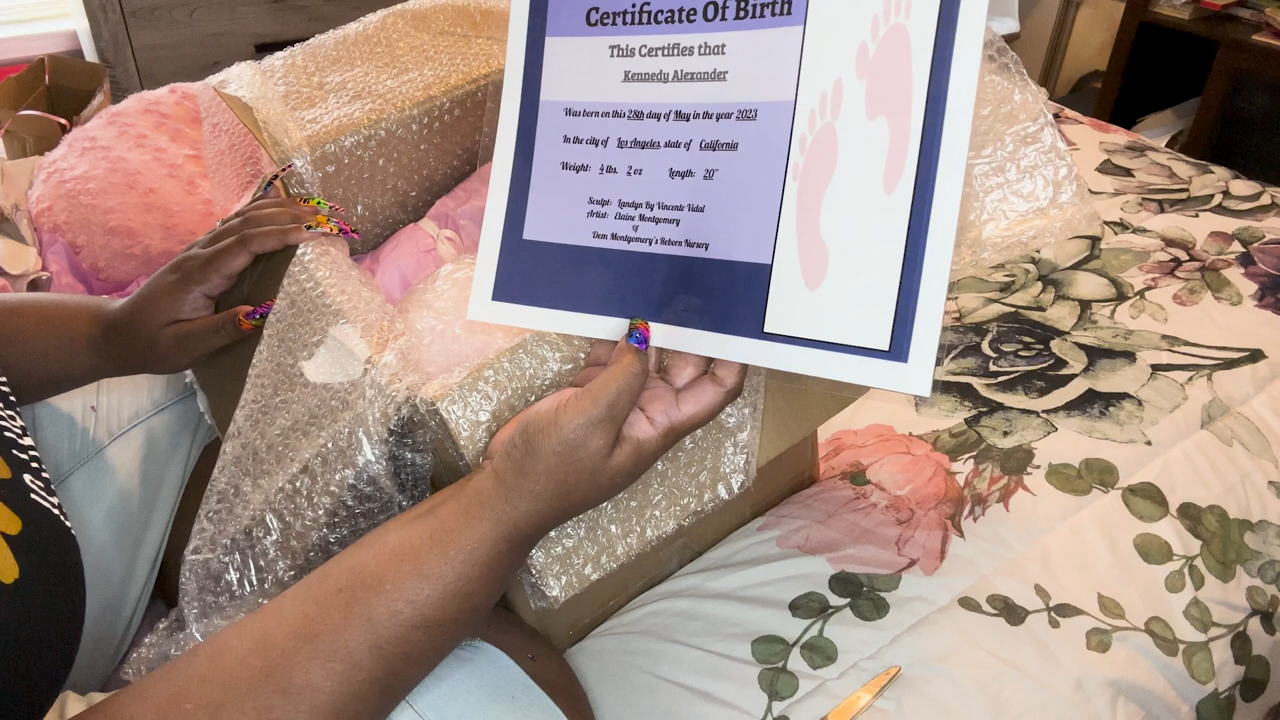 Certificate Of Birth
This Certifies that
Kennedy Alexander
Was born on this 28th day of May in the year 2023
In the city of Los Angeles, state of California
Weight: 4 lbs. 2 oz Length: 20"
Sculpt: Landyn By Vincente Vidal
Artist: Elaine Montgomery
of
Dem Montgomery's Reborn Nursery